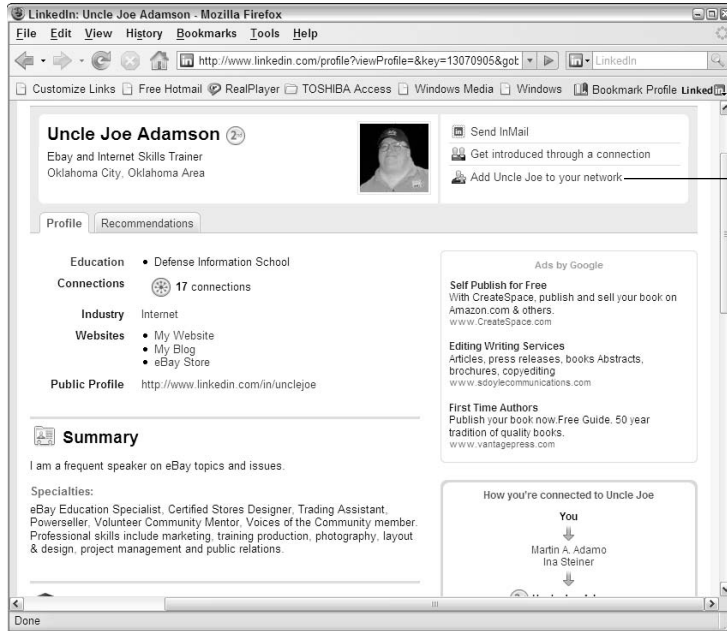 LinkedIn: Uncle Joe Adamson - Mozilla Firefox
File Edit View History Bookmarks Tools Help
http://www.linkedin.com/profile?viewProfile=&key=13070905&got
LinkedIn
Customize Links Free Hotmail RealPlayer TOSHIBA Access Windows Media Windows Bookmark Profile Linked in
Uncle Joe Adamson 2nd
Ebay and Internet Skills Trainer
Oklahoma City, Oklahoma Area
Send InMail
Get introduced through a connection
Add Uncle Joe to your network
Profile Recommendations
Education • Defense Information School
Connections 17 connections
Industry Internet
Websites • My Website
• My Blog
• eBay Store
Public Profile http://www.linkedin.com/in/unclejoe
Summary
I am a frequent speaker on eBay topics and issues.
Specialties:
eBay Education Specialist, Certified Stores Designer, Trading Assistant,
Powerseller, Volunteer Community Mentor, Voices of the Community member.
Professional skills include marketing, training production, photography, layout
& design, project management and public relations.
Ads by Google
Self Publish for Free
With CreateSpace, publish and sell your book on
Amazon.com & others.
www.CreateSpace.com
Editing Writing Services
Articles, press releases, books Abstracts,
brochures, copyediting
www.sdoylecommunications.com
First Time Authors
Publish your book now.Free Guide. 50 year
tradition of quality books.
www.vantagepress.com
How you're connected to Uncle Joe
You
Martin A. Adamo
Ina Steiner
Done